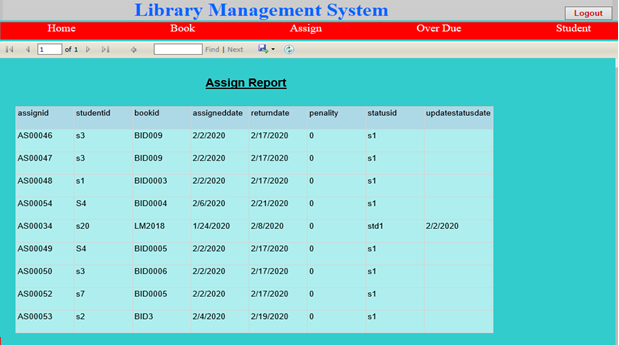 Library Management System
Logout
Home Book Assign Over Due Student
1 of 1 Find | Next
Assign Report
assignid studentid bookid assigneddate returndate penality statusid updatestatusdate
AS00046 s3 BID009 2/2/2020 2/17/2020 0 s1
AS00047 s3 BID009 2/2/2020 2/17/2020 0 s1
AS00048 s1 BID0003 2/2/2020 2/17/2020 0 s1
AS00054 S4 BID0004 2/6/2020 2/21/2020 0 s1
AS00034 s20 LM2018 1/24/2020 2/8/2020 0 std1 2/2/2020
AS00049 S4 BID0005 2/2/2020 2/17/2020 0 s1
AS00050 s3 BID0006 2/2/2020 2/17/2020 0 s1
AS00052 s7 BID0005 2/2/2020 2/17/2020 0 s1
AS00053 s2 BID3 2/4/2020 2/19/2020 0 s1